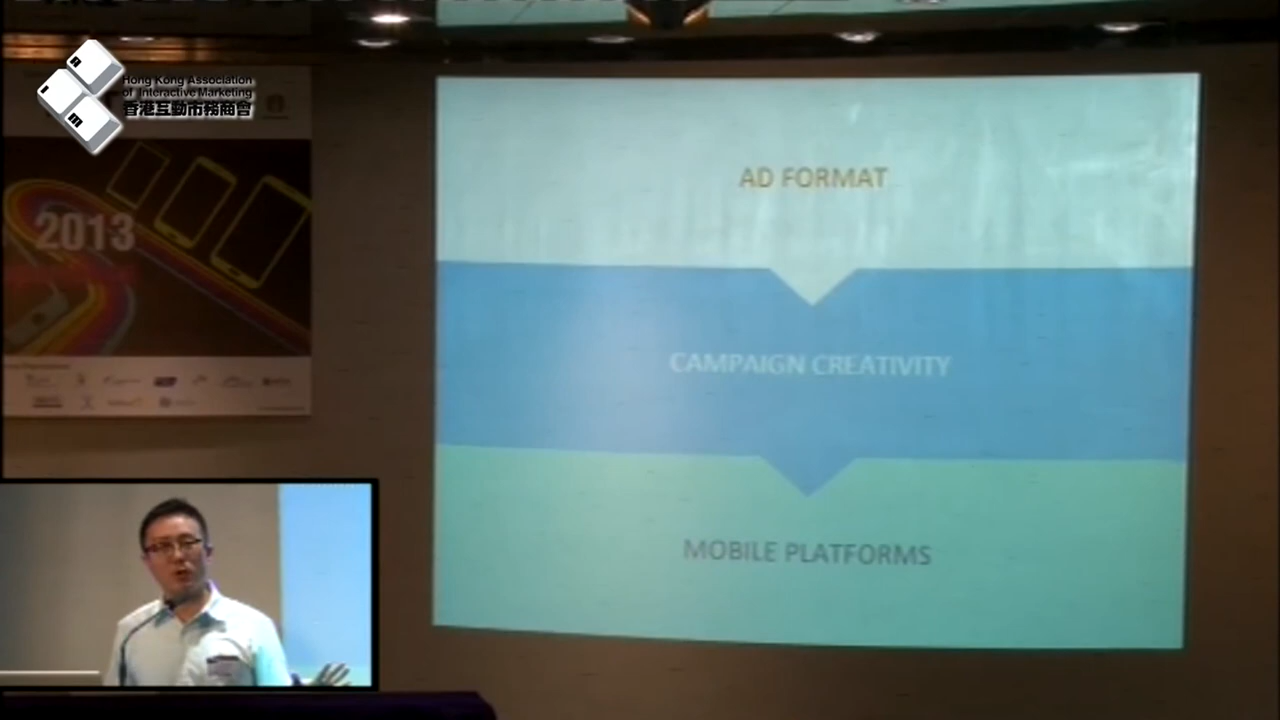 Hong Kong Association
of Interactive Marketing
香港互動市務商會
2013
AD FORMAT
CAMPAIGN CREATIVITY
MOBILE PLATFORMS